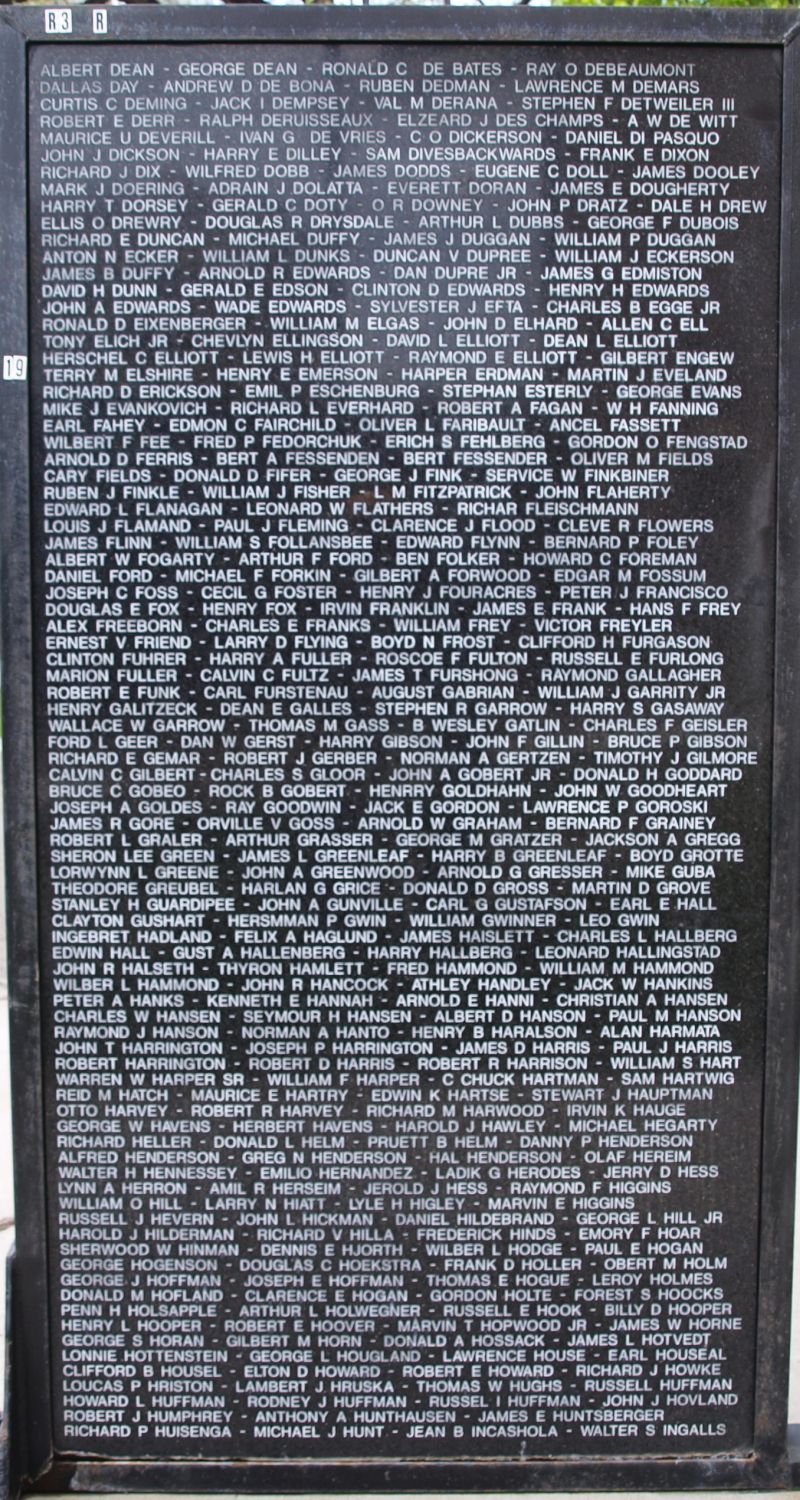 R 3 R
ALBERT DEAN - GEORGE DEAN - RONALD C DE BATES - RAY O DEBEAUMONT
DALLAS DAY - ANDREW D DE BONA - RUBEN DEDMAN - LAWRENCE M DEMARS
CURTIS C DEMING - JACK I DEMPSEY - VAL M DERANA - STEPHEN F DETWEILER III
ROBERT E DERR - RALPH DERUISSEAUX - ELZEARD J DES CHAMPS - A W DE WITT
MAURICE U DEVERILL - IVAN G DE VRIES - C O DICKERSON - DANIEL DI PASQUO
JOHN J DICKSON - HARRY E DILLEY - SAM DIVESBACKWARDS - FRANK E DIXON
RICHARD J DIX - WILFRED DOBB - JAMES DODDS - EUGENE C DOLL - JAMES DOOLEY
MARK J DOERING - ADRAIN J DOLATTA - EVERETT DORAN - JAMES E DOUGHERTY
HARRY T DORSEY - GERALD C DOTY - O R DOWNEY - JOHN P DRATZ - DALE H DREW
ELLIS O DREWRY - DOUGLAS R DRYSDALE - ARTHUR L DUBBS - GEORGE F DUBOIS
RICHARD E DUNCAN - MICHAEL DUFFY - JAMES J DUGGAN - WILLIAM P DUGGAN
ANTON N ECKER - WILLIAM L DUNKS - DUNCAN V DUPREE - WILLIAM J ECKERSON
JAMES B DUFFY - ARNOLD R EDWARDS - DAN DUPRE JR - JAMES G EDMISTON
DAVID H DUNN - GERALD E EDSON - CLINTON D EDWARDS - HENRY H EDWARDS
JOHN A EDWARDS - WADE EDWARDS - SYLVESTER J EFTA - CHARLES B EGGE JR
RONALD D EIXENBERGER - WILLIAM M ELGAS - JOHN D ELHARD - ALLEN C ELL
TONY ELICH JR - CHEVLYN ELLINGSON - DAVID L ELLIOTT - DEAN L ELLIOTT
19
HERSCHEL C ELLIOTT - LEWIS H ELLIOTT - RAYMOND E ELLIOTT - GILBERT ENGEW
TERRY M ELSHIRE - HENRY E EMERSON - HARPER ERDMAN - MARTIN J EVELAND
RICHARD D ERICKSON - EMIL P ESCHENBURG - STEPHAN ESTERLY - GEORGE EVANS
MIKE J EVANKOVICH - RICHARD L EVERHARD - ROBERT A FAGAN - W H FANNING
EARL FAHEY - EDMON C FAIRCHILD - OLIVER L FARIBAULT - ANCEL FASSETT
WILBERT F FEE - FRED P FEDORCHUK - ERICH S FEHLBERG - GORDON O FENGSTAD
ARNOLD D FERRIS - BERT A FESSENDEN - BERT FESSENDER - OLIVER M FIELDS
CARY FIELDS - DONALD D FIFER - GEORGE J FINK - SERVICE W FINKBINER
RUBEN J FINKLE - WILLIAM J FISHER - L M FITZPATRICK - JOHN FLAHERTY
EDWARD L FLANAGAN - LEONARD W FLATHERS - RICHAR FLEISCHMANN
LOUIS J FLAMAND - PAUL J FLEMING - CLARENCE J FLOOD - CLEVE R FLOWERS
JAMES FLINN - WILLIAM S FOLLANSBEE - EDWARD FLYNN - BERNARD P FOLEY
ALBERT W FOGARTY - ARTHUR F FORD - BEN FOLKER - HOWARD C FOREMAN
DANIEL FORD - MICHAEL F FORKIN - GILBERT A FORWOOD - EDGAR M FOSSUM
JOSEPH C FOSS - CECIL G FOSTER - HENRY J FOURACRES - PETER J FRANCISCO
DOUGLAS E FOX - HENRY FOX - IRVIN FRANKLIN - JAMES E FRANK - HANS F FREY
ALEX FREEBORN - CHARLES E FRANKS - WILLIAM FREY - VICTOR FREYLER
ERNEST V FRIEND - LARRY D FLYING - BOYD N FROST - CLIFFORD H FURGASON
CLINTON FUHRER - HARRY A FULLER - ROSCOE F FULTON - RUSSELL E FURLONG
MARION FULLER - CALVIN C FULTZ - JAMES T FURSHONG - RAYMOND GALLAGHER
ROBERT E FUNK - CARL FURSTENAU - AUGUST GABRIAN - WILLIAM J GARRITY JR
HENRY GALITZECK - DEAN E GALLES - STEPHEN R GARROW - HARRY S GASAWAY
WALLACE W GARROW - THOMAS M GASS - B WESLEY GATLIN - CHARLES F GEISLER
FORD L GEER - DAN W GERST - HARRY GIBSON - JOHN F GILLIN - BRUCE P GIBSON
RICHARD E GEMAR - ROBERT J GERBER - NORMAN A GERTZEN - TIMOTHY J GILMORE
CALVIN C GILBERT - CHARLES S GLOOR - JOHN A GOBERT JR - DONALD H GODDARD
BRUCE C GOBEO - ROCK B GOBERT - HENRRY GOLDHAHN - JOHN W GOODHEART
JOSEPH A GOLDES - RAY GOODWIN - JACK E GORDON - LAWRENCE P GOROSKI
JAMES R GORE - ORVILLE V GOSS - ARNOLD W GRAHAM - BERNARD F GRAINEY
ROBERT L GRALER - ARTHUR GRASSER - GEORGE M GRATZER - JACKSON A GREGG
SHERON LEE GREEN - JAMES L GREENLEAF - HARRY B GREENLEAF - BOYD GROTTE
LORWYNN L GREENE - JOHN A GREENWOOD - ARNOLD G GRESSER - MIKE GUBA
THEODORE GREUBEL - HARLAN G GRICE - DONALD D GROSS - MARTIN D GROVE
STANLEY H GUARDIPEE - JOHN A GUNVILLE - CARL G GUSTAFSON - EARL E HALL
CLAYTON GUSHART - HERSMMAN P GWIN - WILLIAM GWINNER - LEO GWIN
INGEBRET HADLAND - FELIX A HAGLUND - JAMES HAISLETT - CHARLES L HALLBERG
EDWIN HALL - GUST A HALLENBERG - HARRY HALLBERG - LEONARD HALLINGSTAD
JOHN R HALSETH - THYRON HAMLETT - FRED HAMMOND - WILLIAM M HAMMOND
WILBER L HAMMOND - JOHN R HANCOCK - ATHLEY HANDLEY - JACK W HANKINS
PETER A HANKS - KENNETH E HANNAH - ARNOLD E HANNI - CHRISTIAN A HANSEN
CHARLES W HANSEN - SEYMOUR H HANSEN - ALBERT D HANSON - PAUL M HANSON
RAYMOND J HANSON - NORMAN A HANTO - HENRY B HARALSON - ALAN HARMATA
JOHN T HARRINGTON - JOSEPH P HARRINGTON - JAMES D HARRIS - PAUL J HARRIS
ROBERT HARRINGTON - ROBERT D HARRIS - ROBERT R HARRISON - WILLIAM S HART
WARREN W HARPER SR - WILLIAM F HARPER - C CHUCK HARTMAN - SAM HARTWIG
REID M HATCH - MAURICE E HARTRY - EDWIN K HARTSE - STEWART J HAUPTMAN
OTTO HARVEY - ROBERT R HARVEY - RICHARD M HARWOOD - IRVIN K HAUGE
GEORGE W HAVENS - HERBERT HAVENS - HAROLD J HAWLEY - MICHAEL HEGARTY
RICHARD HELLER - DONALD L HELM - PRUETT B HELM - DANNY P HENDERSON
ALFRED HENDERSON - GREG N HENDERSON - HAL HENDERSON - OLAF HEREIM
WALTER H HENNESSEY - EMILIO HERNANDEZ - LADIK G HERODES - JERRY D HESS
LYNN A HERRON - AMIL R HERSEIM - JEROLD J HESS - RAYMOND F HIGGINS
WILLIAM O HILL - LARRY N HIATT - LYLE H HIGLEY - MARVIN E HIGGINS
RUSSELL J HEVERN - JOHN L HICKMAN - DANIEL HILDEBRAND - GEORGE L HILL JR
HAROLD J HILDERMAN - RICHARD V HILLA - FREDERICK HINDS - EMORY F HOAR
SHERWOOD W HINMAN - DENNIS E HJORTH - WILBER L HODGE - PAUL E HOGAN
GEORGE HOGENSON - DOUGLAS C HOEKSTRA - FRANK D HOLLER - OBERT M HOLM
GEORGE J HOFFMAN - JOSEPH E HOFFMAN - THOMAS E HOGUE - LEROY HOLMES
DONALD M HOFLAND - CLARENCE E HOGAN - GORDON HOLTE - FOREST S HOOCKS
PENN H HOLSAPPLE - ARTHUR L HOLWEGNER - RUSSELL E HOOK - BILLY D HOOPER
HENRY L HOOPER - ROBERT E HOOVER - MARVIN T HOPWOOD JR - JAMES W HORNE
GEORGE S HORAN - GILBERT M HORN - DONALD A HOSSACK - JAMES L HOTVEDT
LONNIE HOTTENSTEIN - GEORGE L HOUGLAND - LAWRENCE HOUSE - EARL HOUSEAL
CLIFFORD B HOUSEL - ELTON D HOWARD - ROBERT E HOWARD - RICHARD J HOWKE
LOUCAS P HRISTON - LAMBERT J HRUSKA - THOMAS W HUGHS - RUSSELL HUFFMAN
HOWARD L HUFFMAN - RODNEY J HUFFMAN - RUSSEL I HUFFMAN - JOHN J HOVLAND
ROBERT J HUMPHREY - ANTHONY A HUNTHAUSEN - JAMES E HUNTSBERGER
RICHARD P HUISENGA - MICHAEL J HUNT - JEAN B INCASHOLA - WALTER S INGALLS